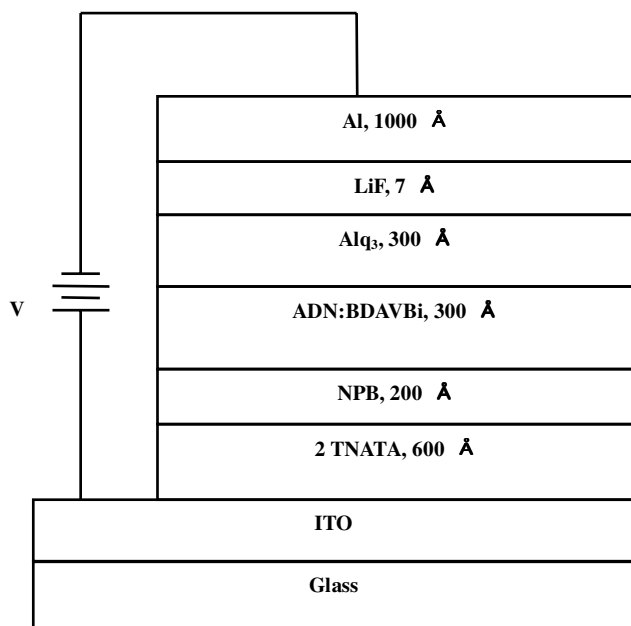 Al, 1000 Å
LiF, 7 Å
Alq₃, 300 Å
V
ADN:BDAVBi, 300 Å
NPB, 200 Å
2 TNATA, 600 Å
ITO
Glass